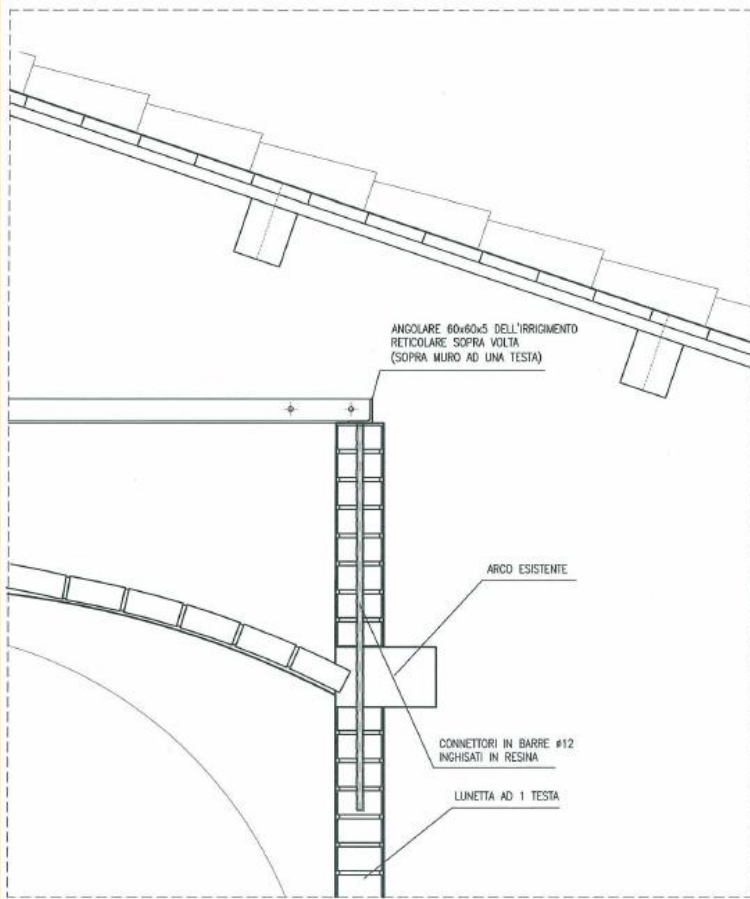 ANGOLARE 60x60x5 DELL'IRRIGIMENTO
RETICOLARE SOPRA VOLTA
(SOPRA MURO AD UNA TESTA)
ARCO ESISTENTE
CONNETTORI IN BARRE ø12
INGHISATI IN RESINA
LUNETTA AD 1 TESTA